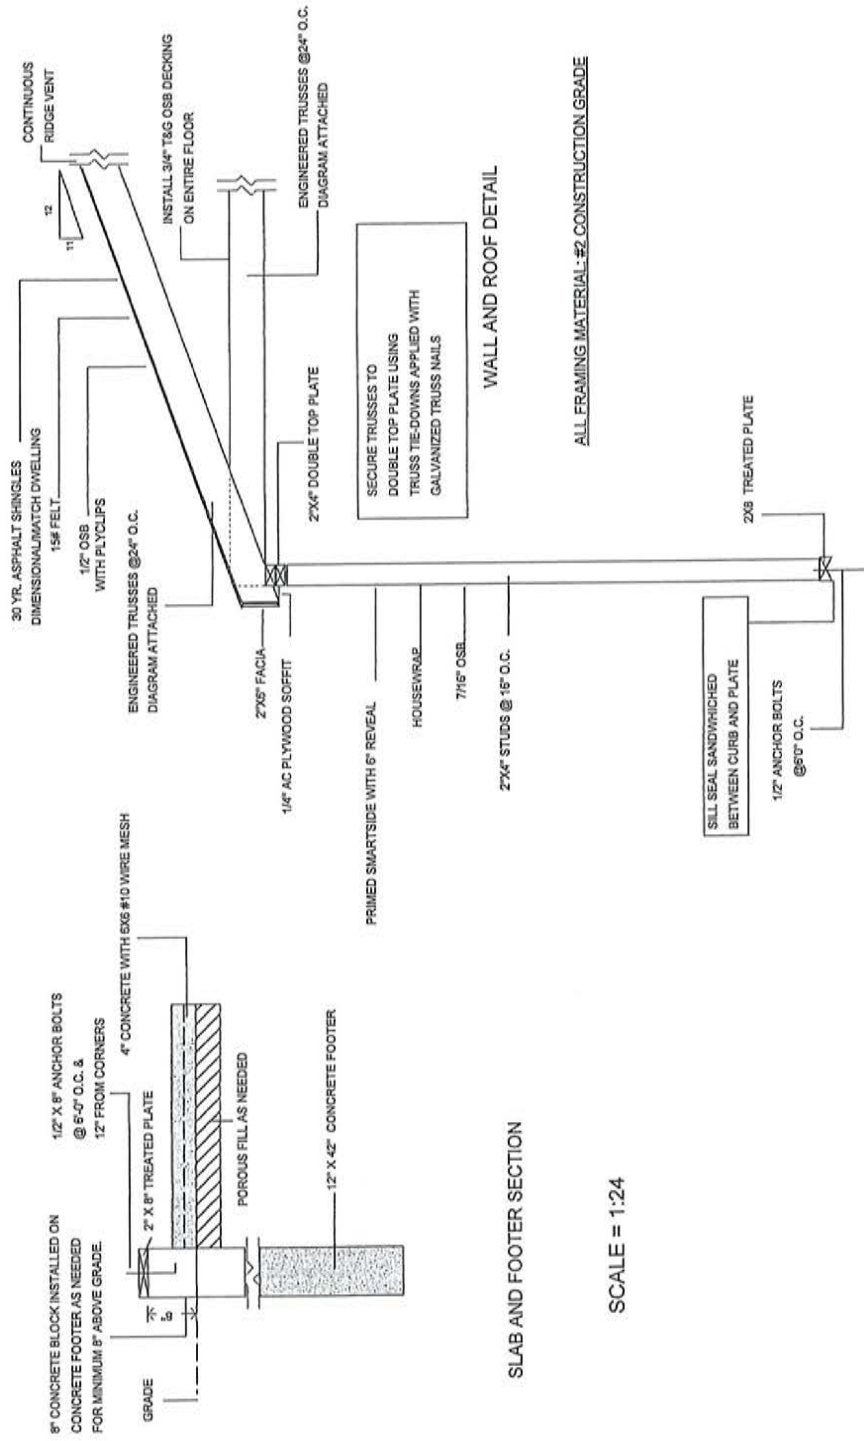 8" CONCRETE BLOCK INSTALLED ON
CONCRETE FOOTER AS NEEDED
FOR MINIMUM 8" ABOVE GRADE.
1/2" X 8" ANCHOR BOLTS
@ 6'-0" O.C. &
12" FROM CORNERS
2" X 8" TREATED PLATE
4" CONCRETE WITH 6X6 #10 WIRE MESH
GRADE
POROUS FILL AS NEEDED
12" X 42" CONCRETE FOOTER
SLAB AND FOOTER SECTION
SCALE = 1:24
30 YR. ASPHALT SHINGLES
DIMENSIONAL/MATCH DWELLING
15# FELT
1/2" OSB
WITH PLYCLIPS
ENGINEERED TRUSSES @24" O.C.
DIAGRAM ATTACHED
12
11
CONTINUOUS
RIDGE VENT
INSTALL 3/4" T&G OSB DECKING
ON ENTIRE FLOOR
ENGINEERED TRUSSES @24" O.C.
DIAGRAM ATTACHED
2"X6" FACIA
1/4" AC PLYWOOD SOFFIT
2"X4" DOUBLE TOP PLATE
SECURE TRUSSES TO
DOUBLE TOP PLATE USING
TRUSS TIE-DOWNS APPLIED WITH
GALVANIZED TRUSS NAILS
PRIMED SMARTSIDE WITH 6" REVEAL
HOUSEWRAP
7/16" OSB
2"X4" STUDS @ 16" O.C.
WALL AND ROOF DETAIL
ALL FRAMING MATERIAL: #2 CONSTRUCTION GRADE
SILL SEAL SANDWHICHED
BETWEEN CURB AND PLATE
1/2" ANCHOR BOLTS
@6'0" O.C.
2X8 TREATED PLATE